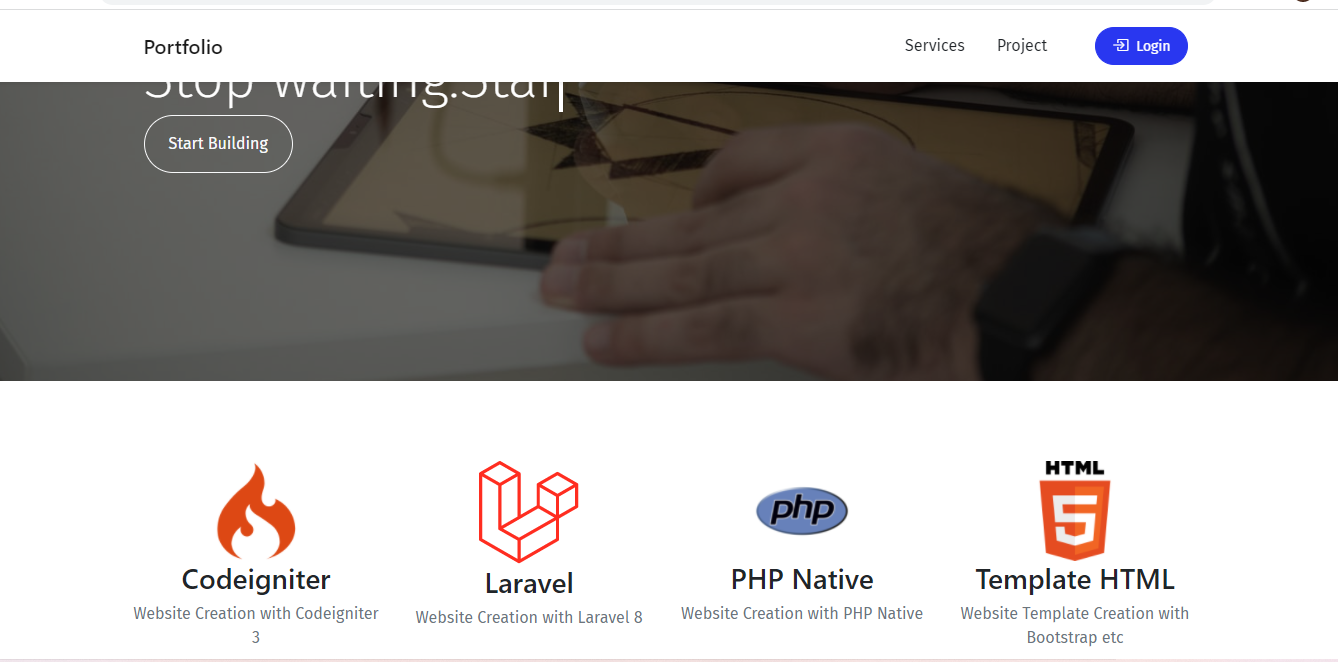 Portfolio
Services
Project
Login
Stop waiting.Star
Start Building
HTML
php
Codeigniter
Laravel
PHP Native
Template HTML
Website Creation with Codeigniter
3
Website Creation with Laravel 8
Website Creation with PHP Native
Website Template Creation with
Bootstrap etc